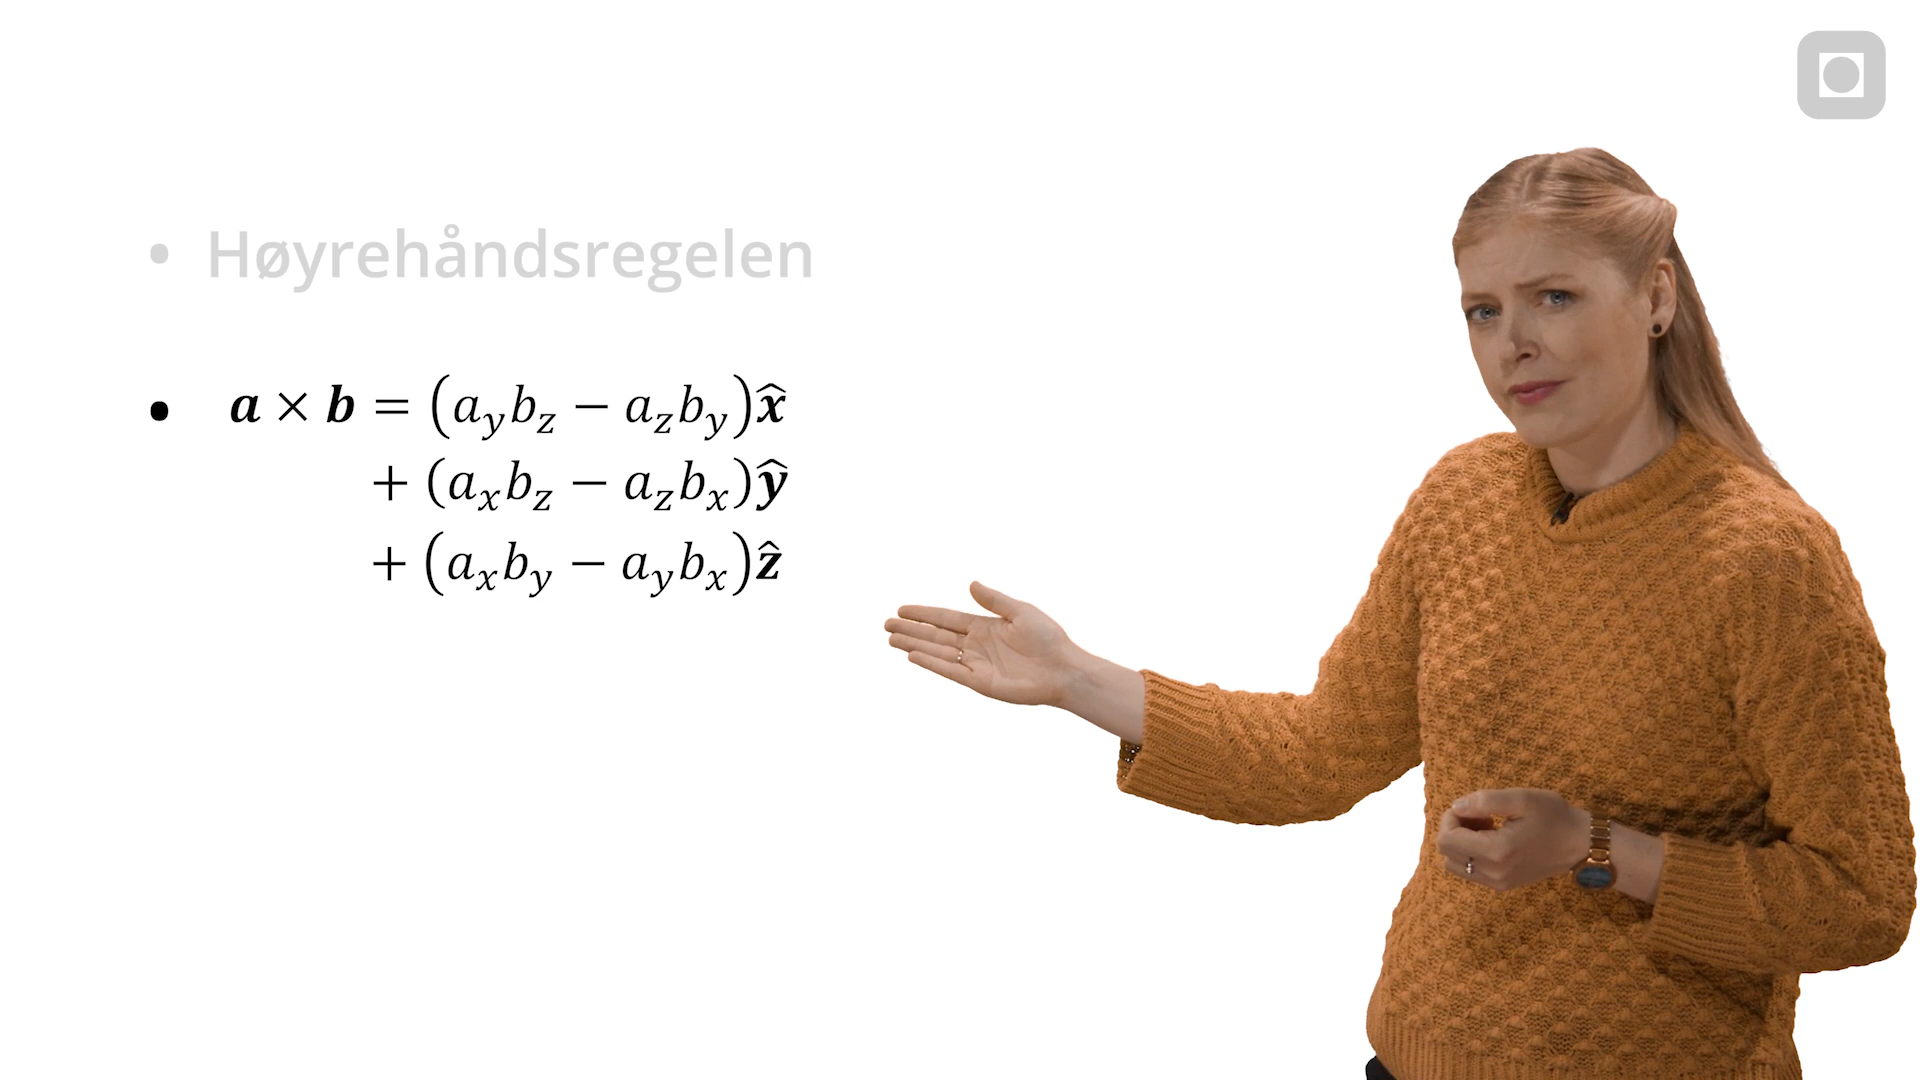 • Høyrehåndsregelen
• a × b = (a_y b_z − a_z b_y)x̂
+ (a_x b_z − a_z b_x)ŷ
+ (a_x b_y − a_y b_x)ẑ